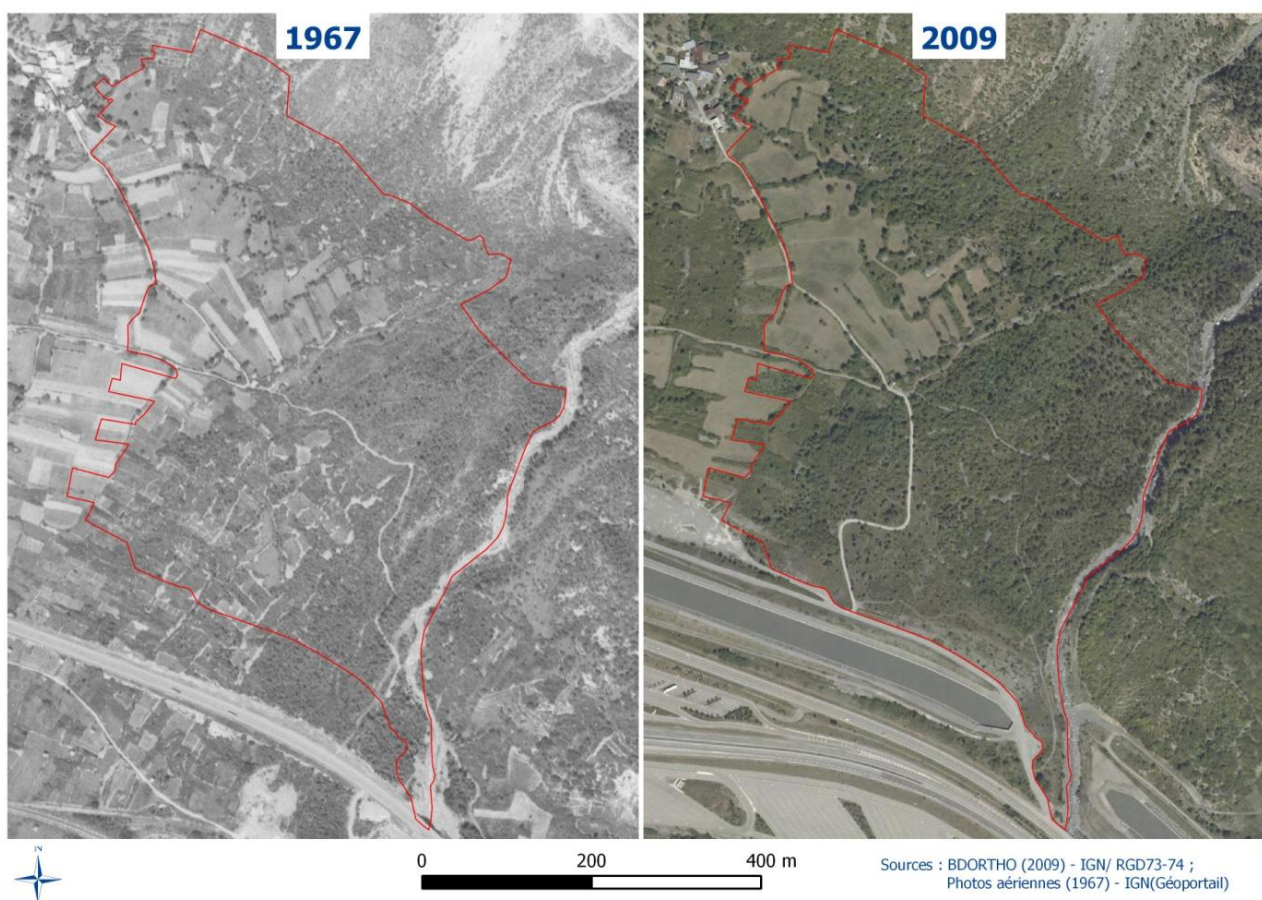 1967
2009
N
0 200 400 m
Sources : BDORTHO (2009) - IGN/ RGD73-74 ;
Photos aériennes (1967) - IGN(Géoportail)